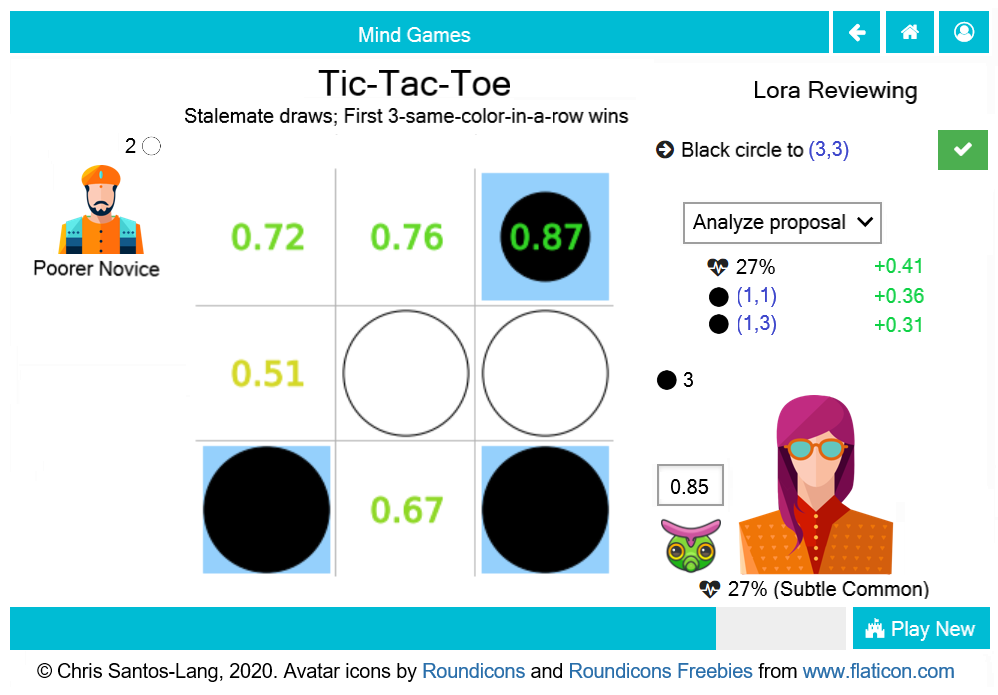 Mind Games
Tic-Tac-Toe
Stalemate draws; First 3-same-color-in-a-row wins
Lora Reviewing
2
Poorer Novice
0.72 0.76 0.87
0.51
0.67
Black circle to (3,3)
Analyze proposal
27% +0.41
(1,1) +0.36
(1,3) +0.31
3
0.85
27% (Subtle Common)
Play New
© Chris Santos-Lang, 2020. Avatar icons by Roundicons and Roundicons Freebies from www.flaticon.com